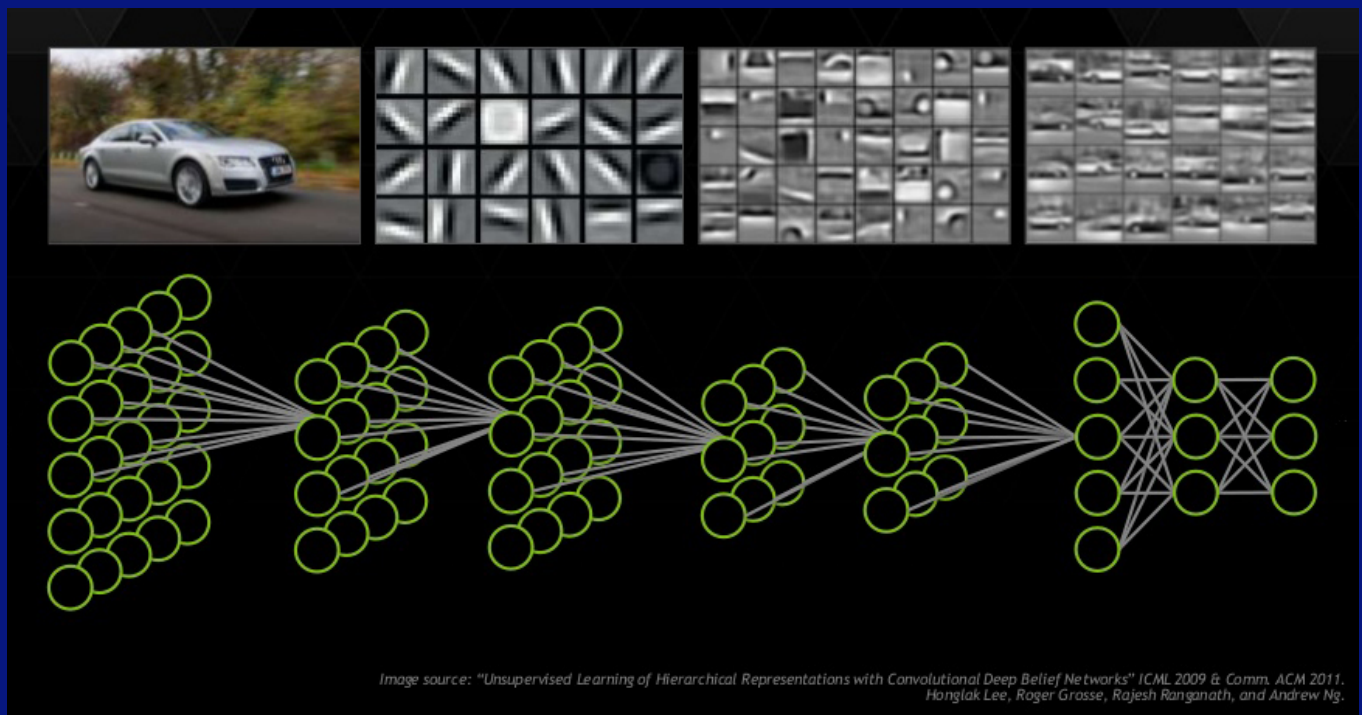 Image source: "Unsupervised Learning of Hierarchical Representations with Convolutional Deep Belief Networks" ICML 2009 & Comm. ACM 2011.
Honglak Lee, Roger Grosse, Rajesh Ranganath, and Andrew Ng.